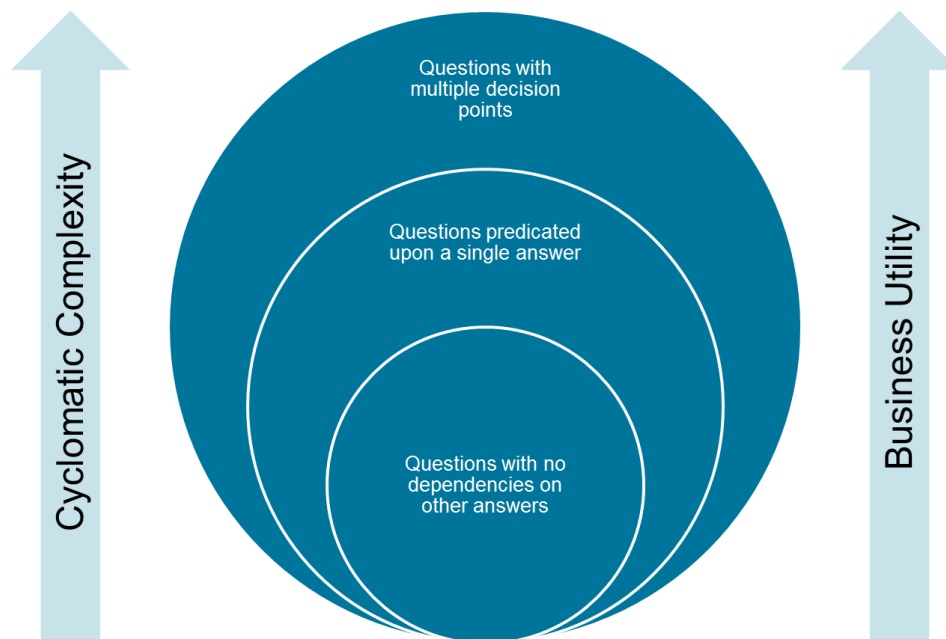 Questions with
multiple decision
points
Cyclomatic Complexity
Questions predicated
upon a single answer
Business Utility
Questions with no
dependencies on
other answers